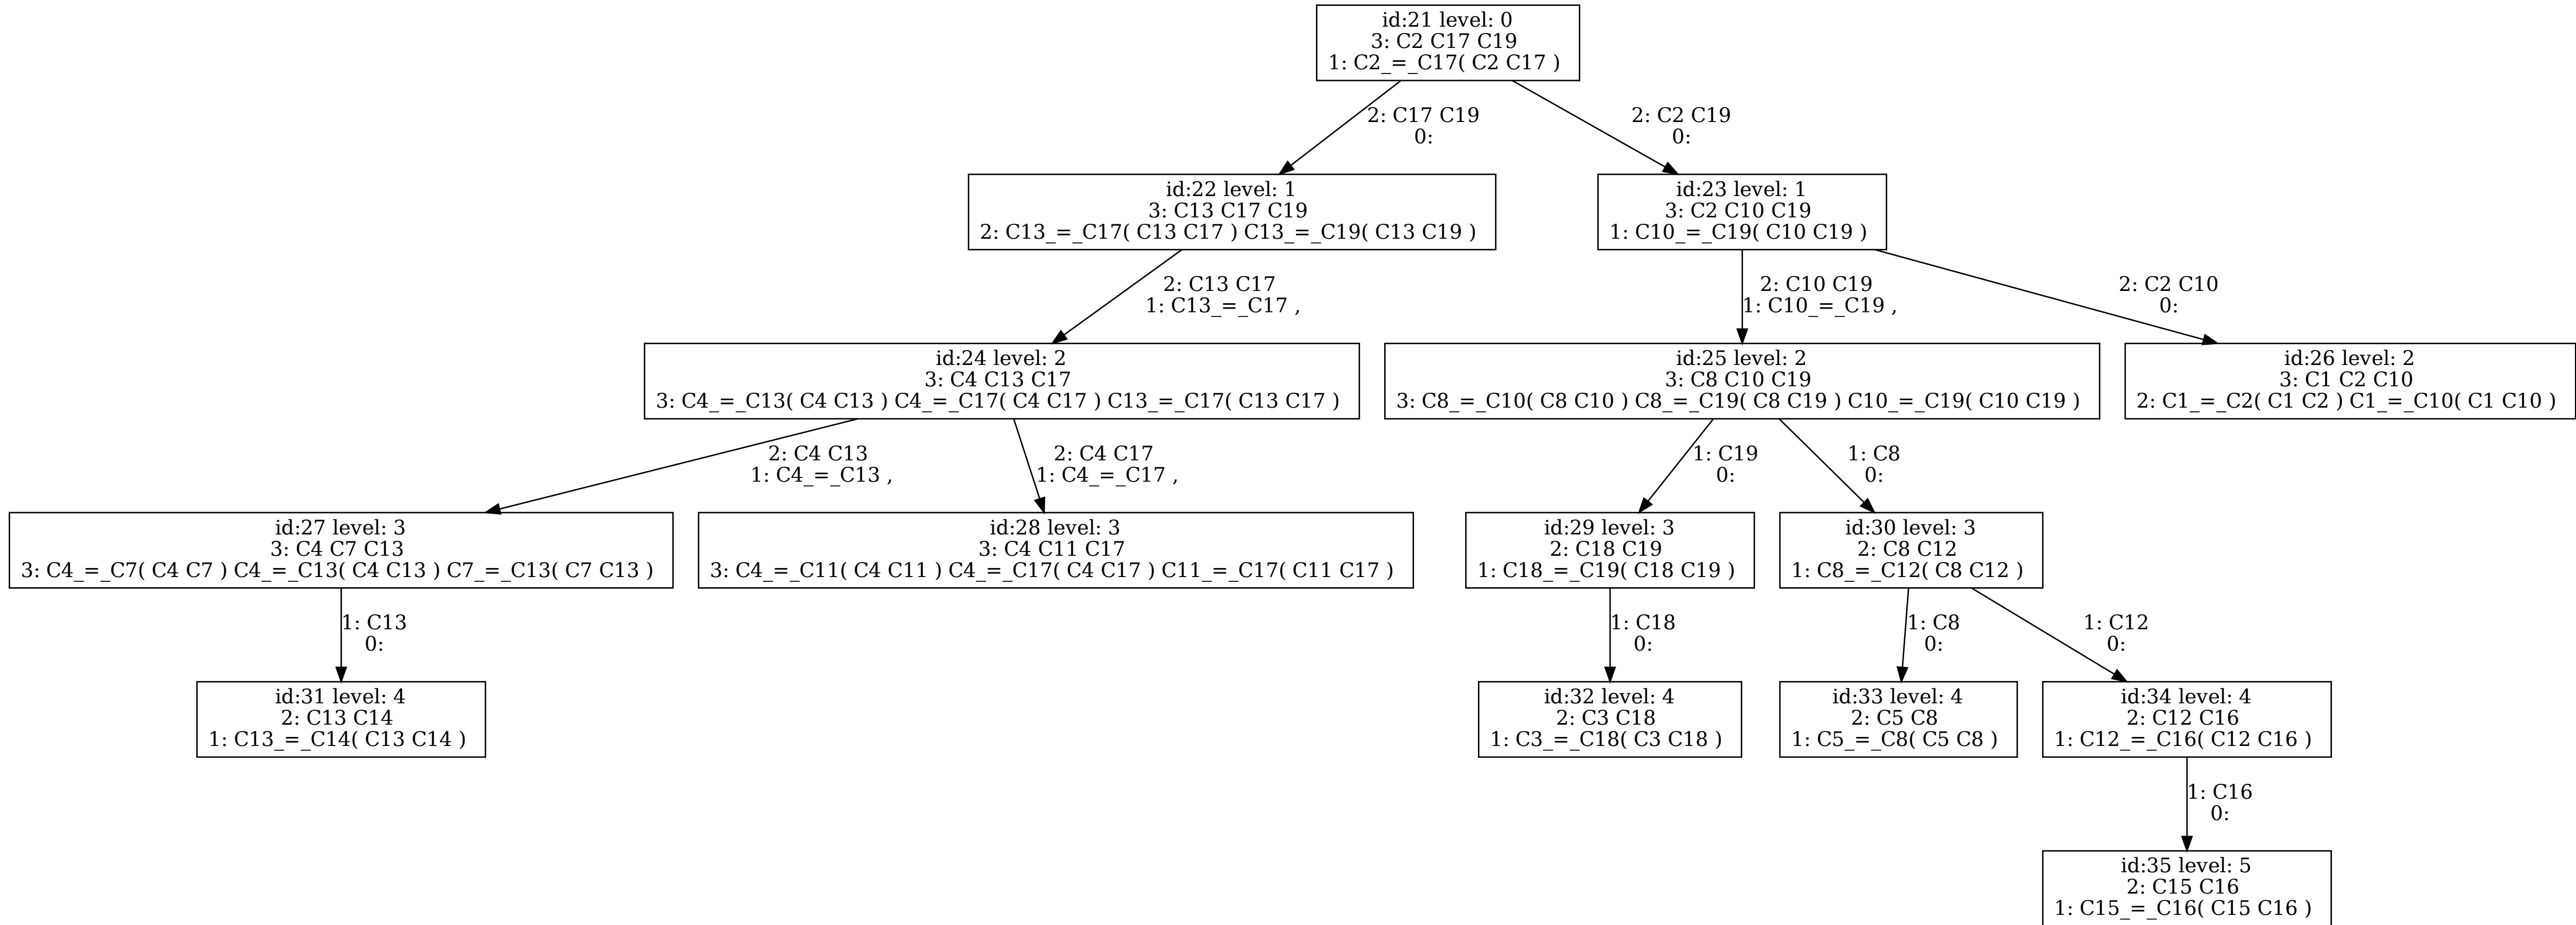 id:21 level: 0
3: C2 C17 C19
1: C2_=_C17( C2 C17 )
2: C17 C19
0:
2: C2 C19
0:
id:22 level: 1
3: C13 C17 C19
2: C13_=_C17( C13 C17 ) C13_=_C19( C13 C19 )
id:23 level: 1
3: C2 C10 C19
1: C10_=_C19( C10 C19 )
2: C13 C17
1: C13_=_C17 ,
2: C10 C19
1: C10_=_C19 ,
2: C2 C10
0:
id:24 level: 2
3: C4 C13 C17
3: C4_=_C13( C4 C13 ) C4_=_C17( C4 C17 ) C13_=_C17( C13 C17 )
id:25 level: 2
3: C8 C10 C19
3: C8_=_C10( C8 C10 ) C8_=_C19( C8 C19 ) C10_=_C19( C10 C19 )
id:26 level: 2
3: C1 C2 C10
2: C1_=_C2( C1 C2 ) C1_=_C10( C1 C10 )
2: C4 C13
1: C4_=_C13 ,
2: C4 C17
1: C4_=_C17 ,
1: C19
0:
1: C8
0:
id:27 level: 3
3: C4 C7 C13
3: C4_=_C7( C4 C7 ) C4_=_C13( C4 C13 ) C7_=_C13( C7 C13 )
id:28 level: 3
3: C4 C11 C17
3: C4_=_C11( C4 C11 ) C4_=_C17( C4 C17 ) C11_=_C17( C11 C17 )
id:29 level: 3
2: C18 C19
1: C18_=_C19( C18 C19 )
id:30 level: 3
2: C8 C12
1: C8_=_C12( C8 C12 )
1: C13
0:
1: C18
0:
1: C8
0:
1: C12
0:
id:31 level: 4
2: C13 C14
1: C13_=_C14( C13 C14 )
id:32 level: 4
2: C3 C18
1: C3_=_C18( C3 C18 )
id:33 level: 4
2: C5 C8
1: C5_=_C8( C5 C8 )
id:34 level: 4
2: C12 C16
1: C12_=_C16( C12 C16 )
1: C16
0:
id:35 level: 5
2: C15 C16
1: C15_=_C16( C15 C16 )